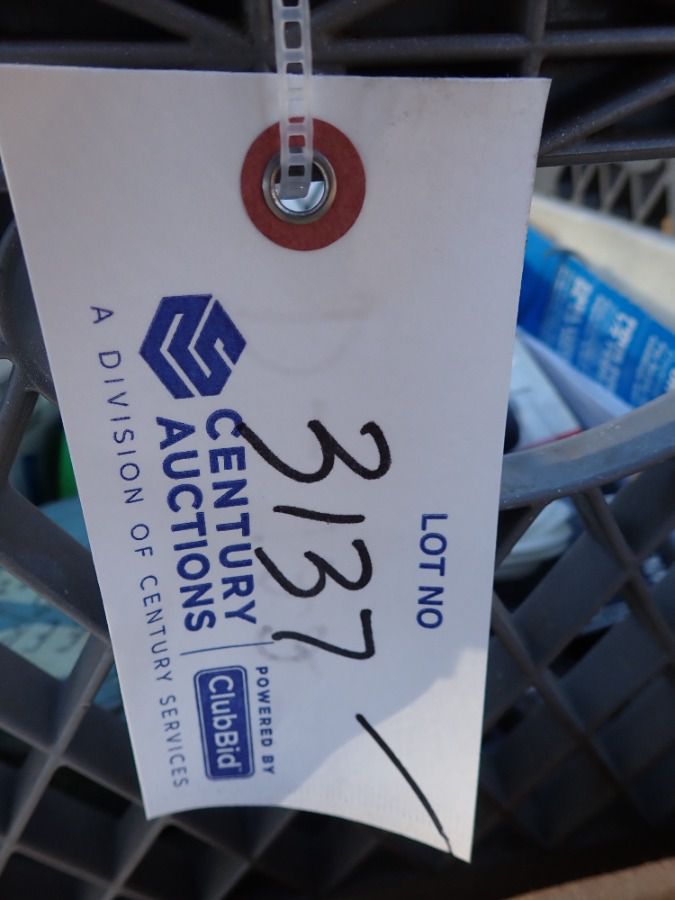 LOT NO
3137
CENTURY
AUCTIONS
A DIVISION OF CENTURY SERVICES
POWERED BY
ClubBid